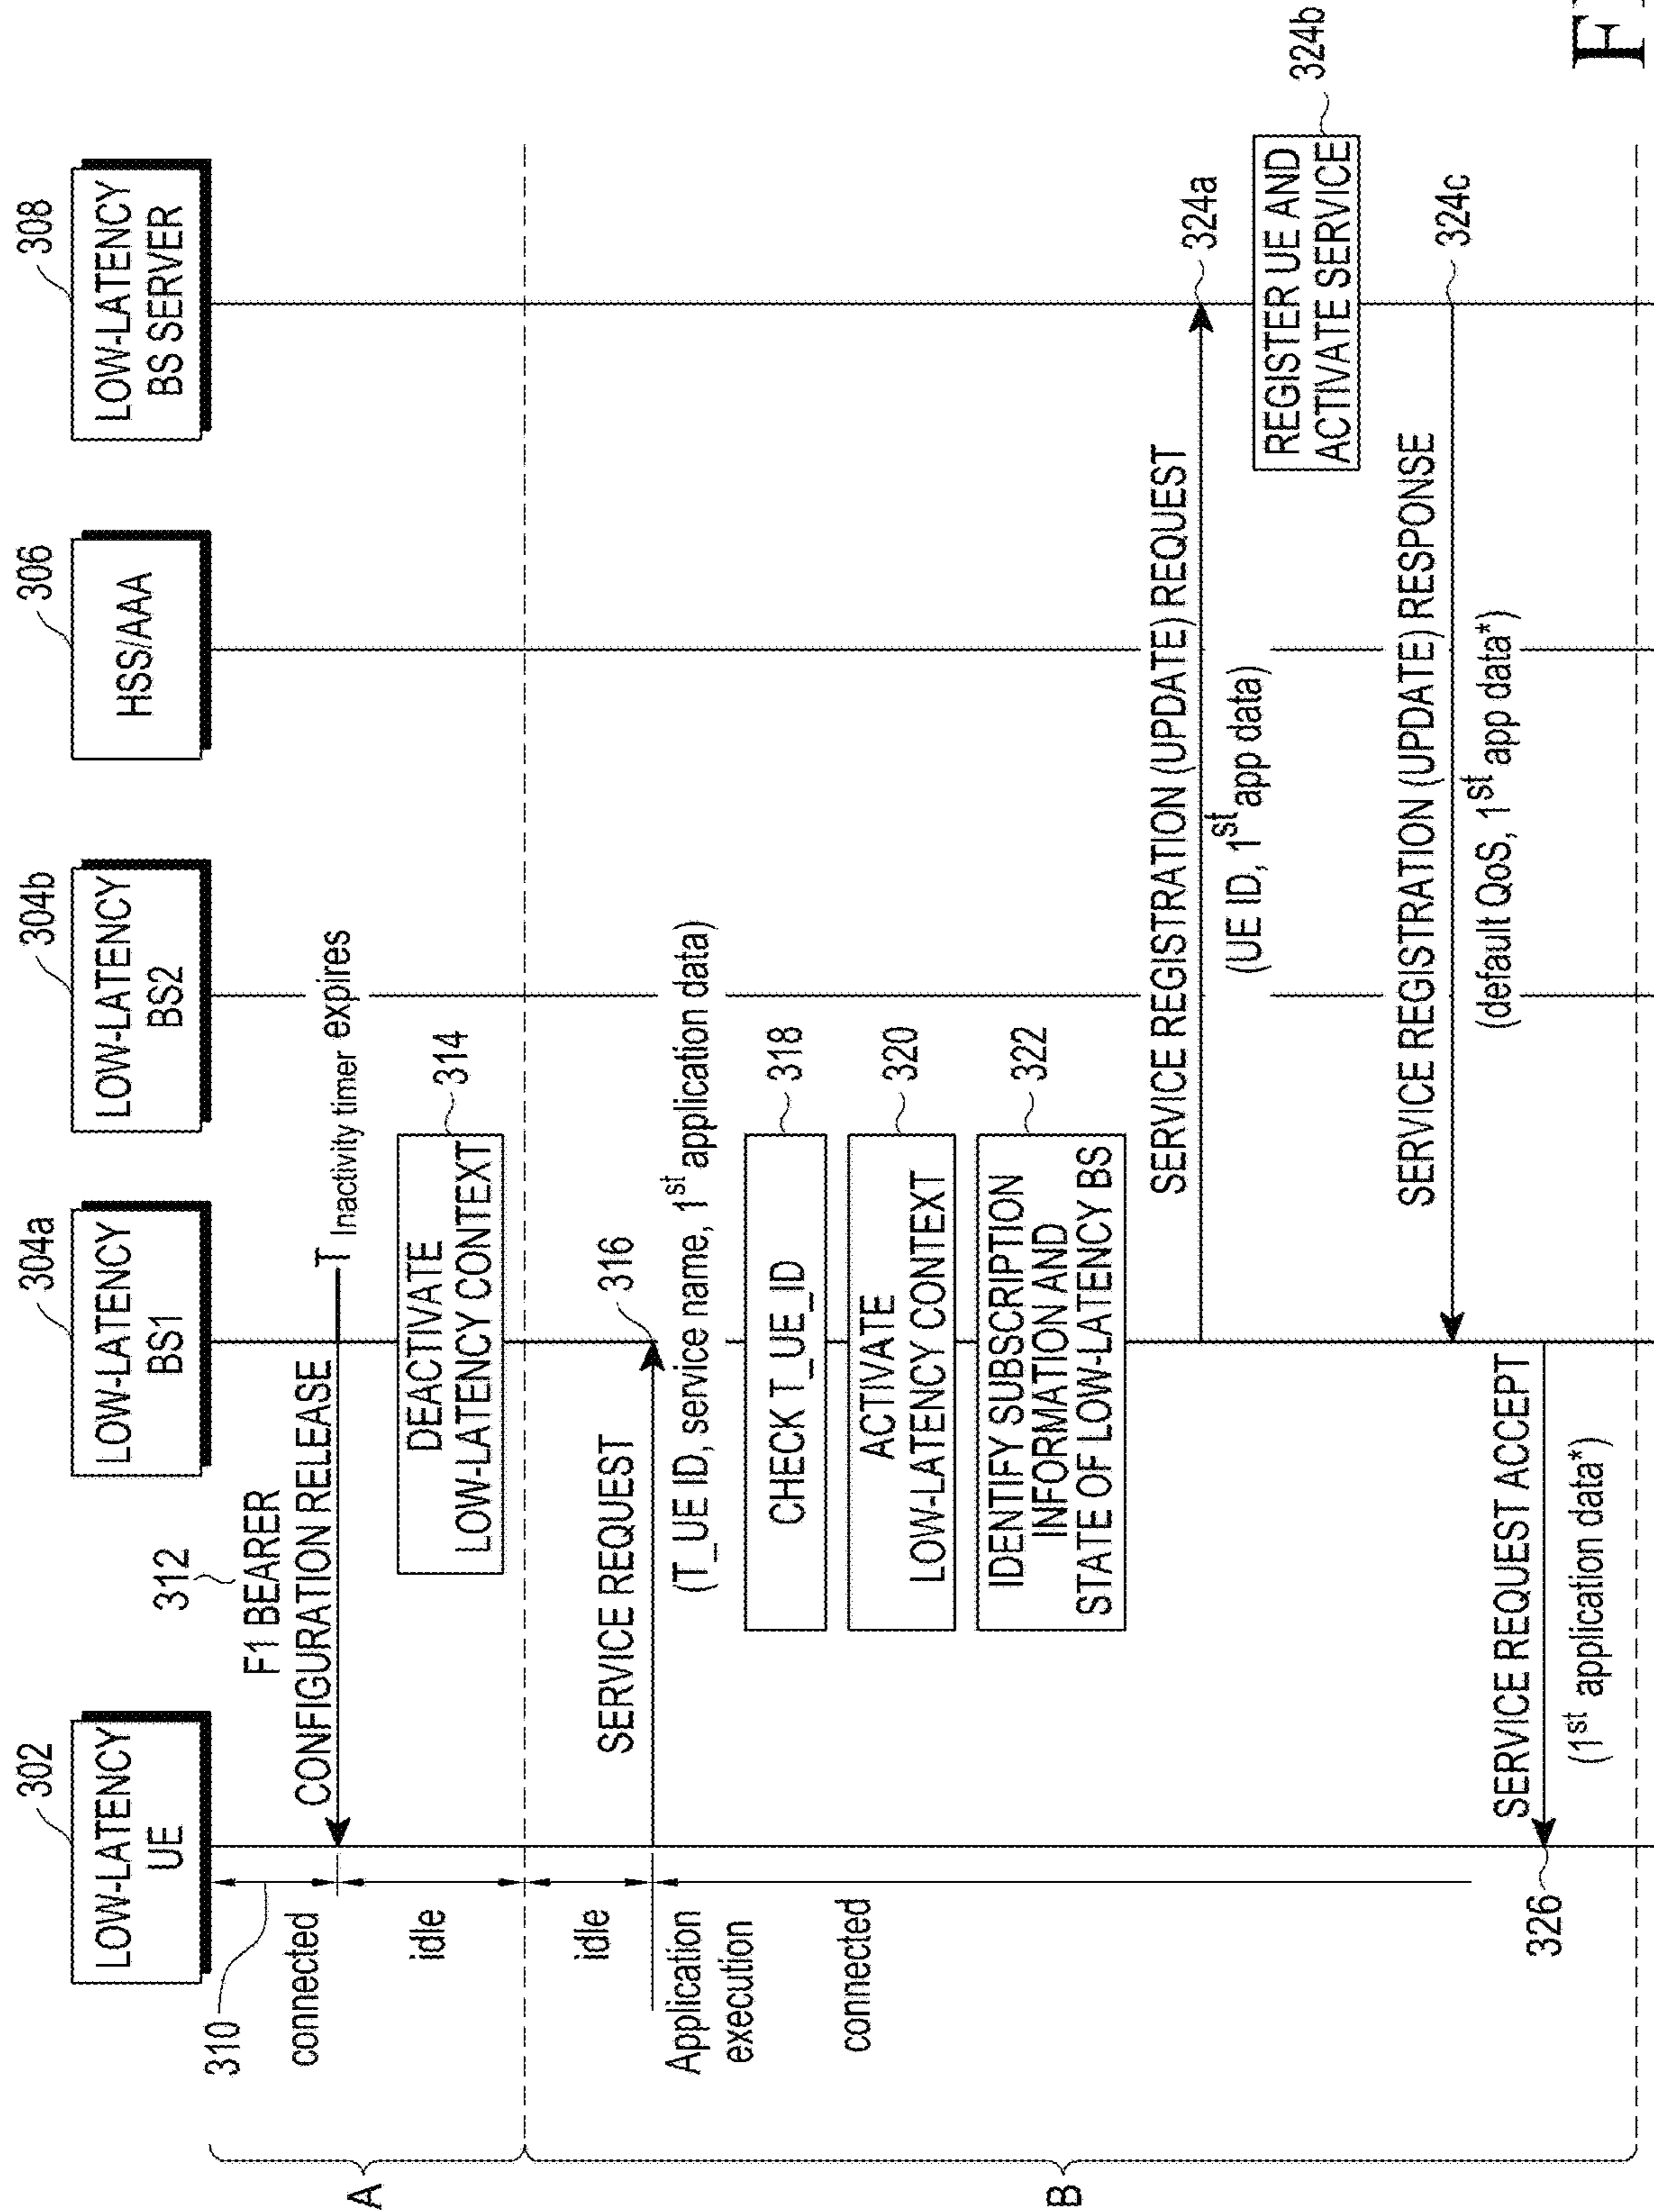 302
304a
304b
306
308
LOW-LATENCY
UE
LOW-LATENCY
BS1
LOW-LATENCY
BS2
HSS/AAA
LOW-LATENCY
BS SERVER
A
310
connected
312
F1 BEARER
CONFIGURATION RELEASE
T Inactivity timer expires
idle
DEACTIVATE
LOW-LATENCY CONTEXT
314
B
idle
SERVICE REQUEST
316
(T_UE ID, service name, 1st application data)
Application
execution
connected
CHECK T_UE_ID
318
ACTIVATE
LOW-LATENCY CONTEXT
320
IDENTIFY SUBSCRIPTION
INFORMATION AND
STATE OF LOW-LATENCY BS
322
SERVICE REGISTRATION (UPDATE) REQUEST
324a
(UE ID, 1st app data)
REGISTER UE AND
ACTIVATE SERVICE
324b
SERVICE REGISTRATION (UPDATE) RESPONSE
324c
(default QoS, 1st app data*)
SERVICE REQUEST ACCEPT
326
(1st application data*)